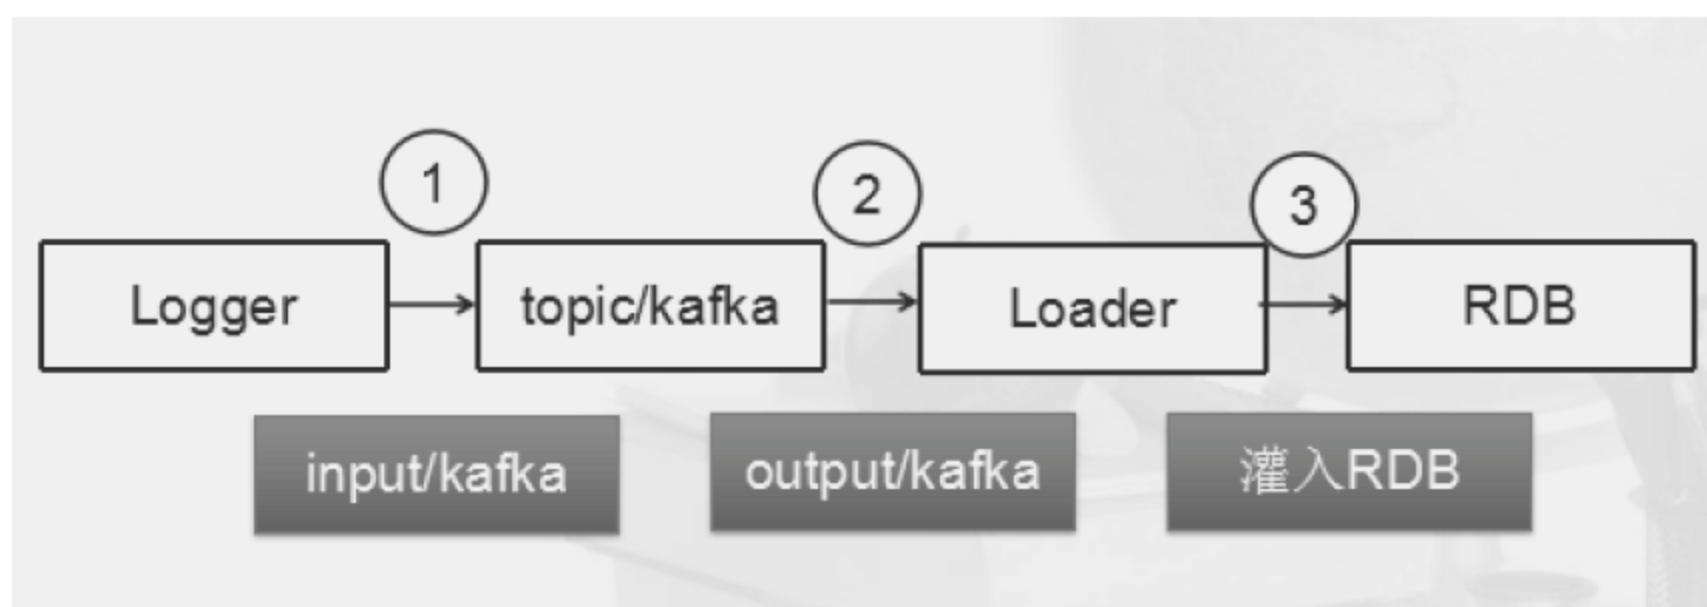 1
2
3
Logger
topic/kafka
Loader
RDB
input/kafka
output/kafka
灌入RDB